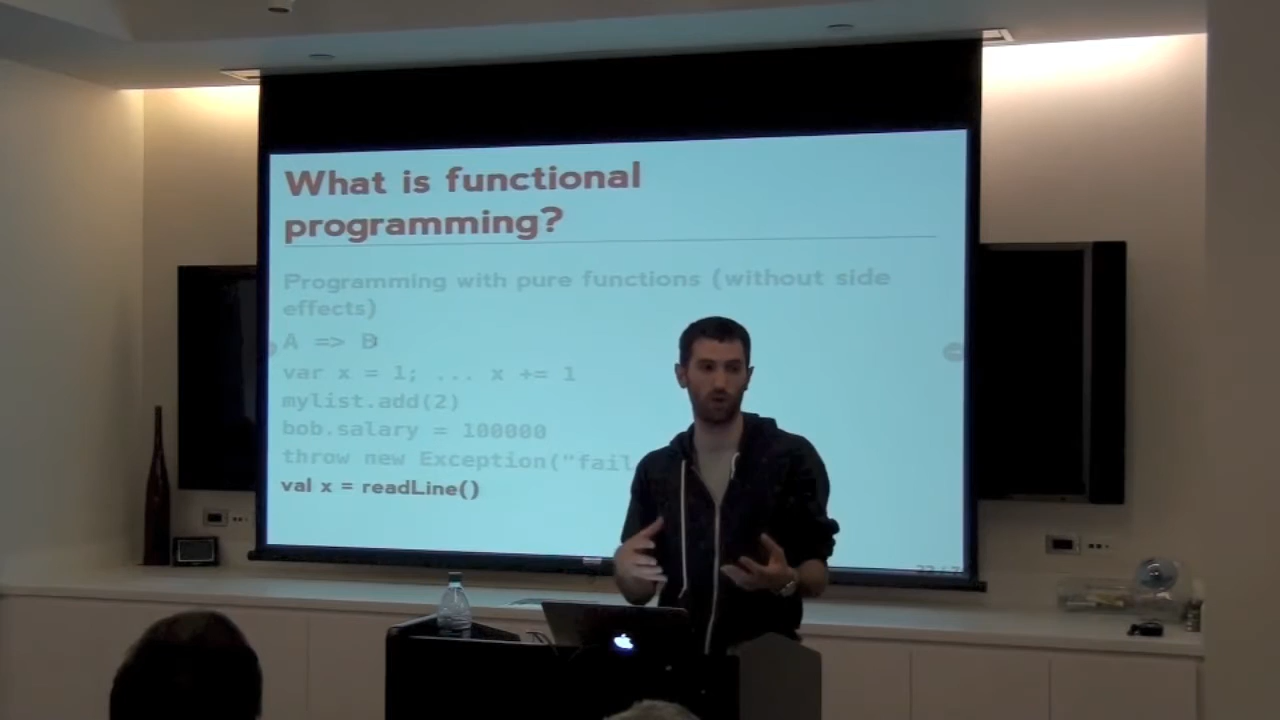 What is functional
programming?
Programming with pure functions (without side
effects)
A => B
var x = 1; ... x += 1
mylist.add(2)
bob.salary = 100000
throw new Exception("fail
val x = readLine()